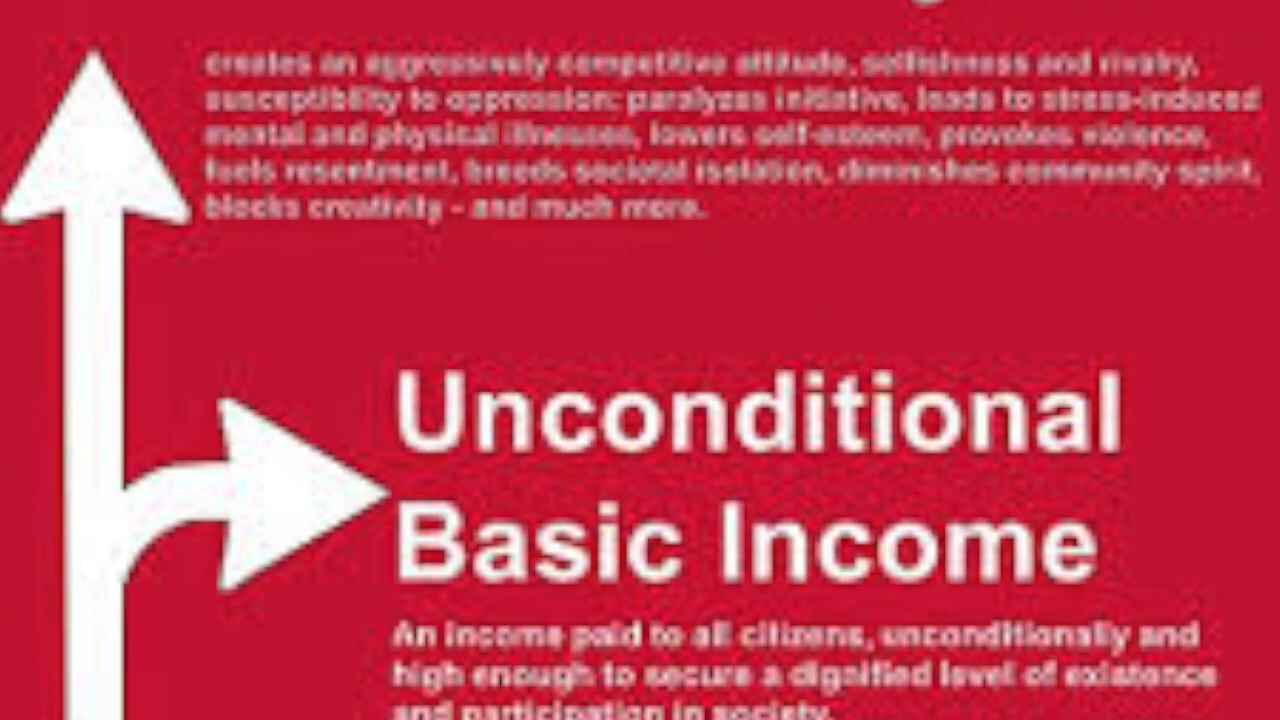 creates an aggressively competitive attitude, selfishness and rivalry,
susceptibility to oppression: paralyzes initiative, leads to stress-induced
mental and physical illnesses, lowers self-esteem, provokes violence,
fuels resentment, breeds societal isolation, diminishes community spirit,
blocks creativity - and much more.
Unconditional
Basic Income
An income paid to all citizens, unconditionally and
high enough to secure a dignified level of existence
and participation in society.